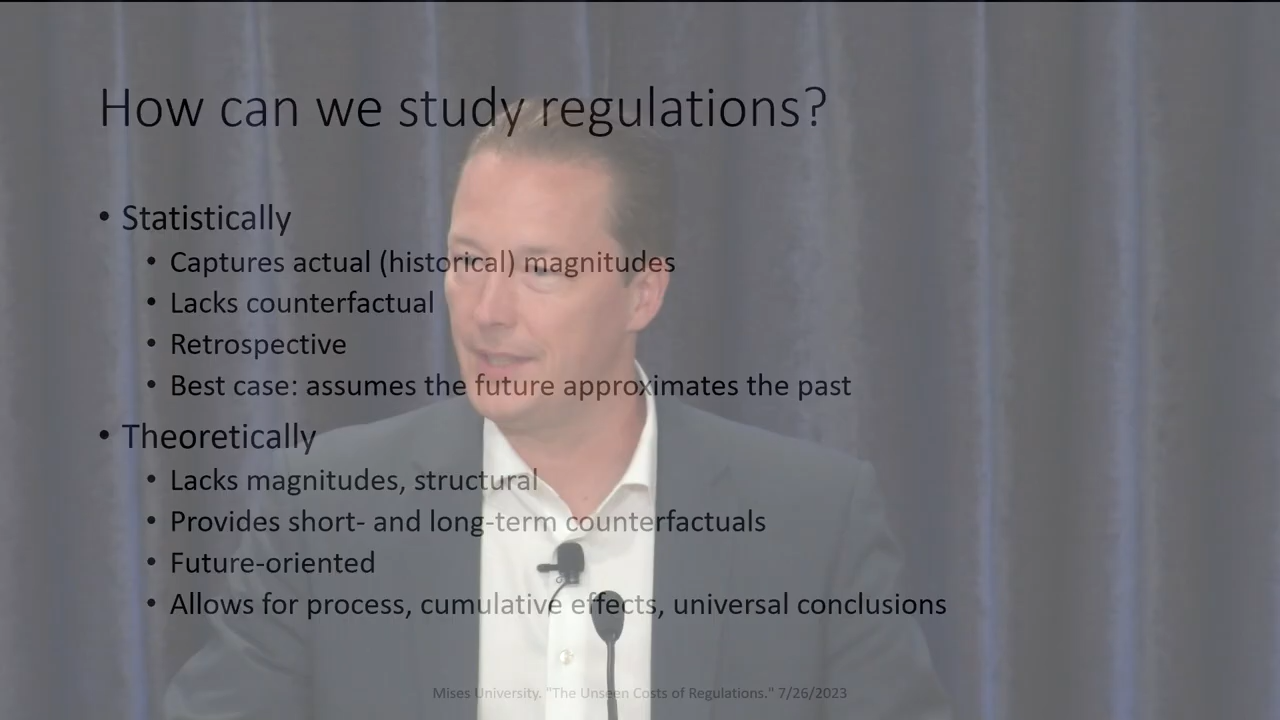 How can we study regulations?
• Statistically
• Captures actual (historical) magnitudes
• Lacks counterfactual
• Retrospective
• Best case: assumes the future approximates the past
• Theoretically
• Lacks magnitudes, structural
• Provides short- and long-term counterfactuals
• Future-oriented
• Allows for process, cumulative effects, universal conclusions
Mises University. "The Unseen Costs of Regulations." 7/26/2023